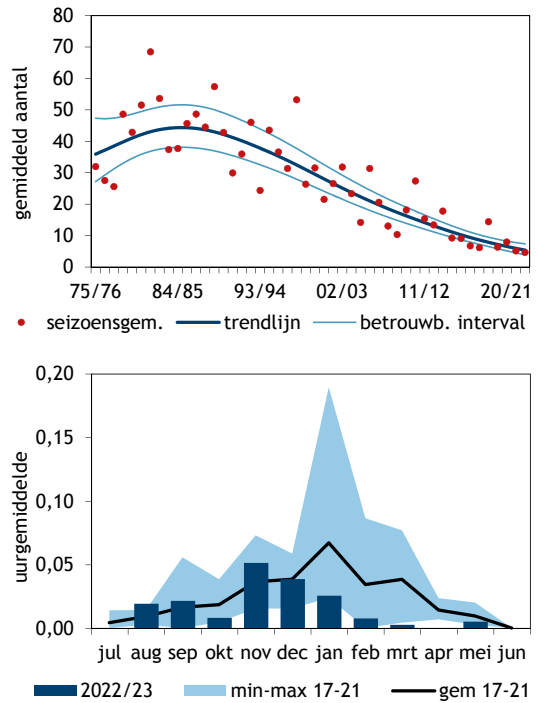 80
70
60
50
40
30
20
10
0
gemiddeld aantal
75/76 84/85 93/94 02/03 11/12 20/21
seizoensgem. trendlijn betrouwb. interval
0,20
0,15
0,10
0,05
0,00
uurgemiddelde
jul aug sep okt nov dec jan feb mrt apr mei jun
2022/23 min-max 17-21 gem 17-21